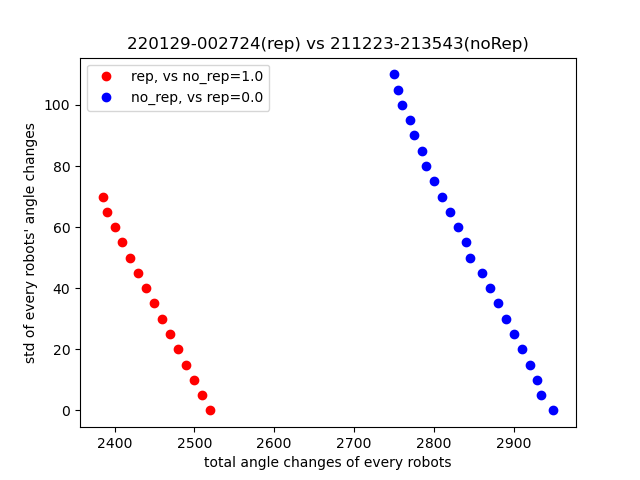 220129-002724(rep) vs 211223-213543(noRep)
rep, vs no_rep=1.0
no_rep, vs rep=0.0
std of every robots' angle changes
100
80
60
40
20
0
2400 2500 2600 2700 2800 2900
total angle changes of every robots